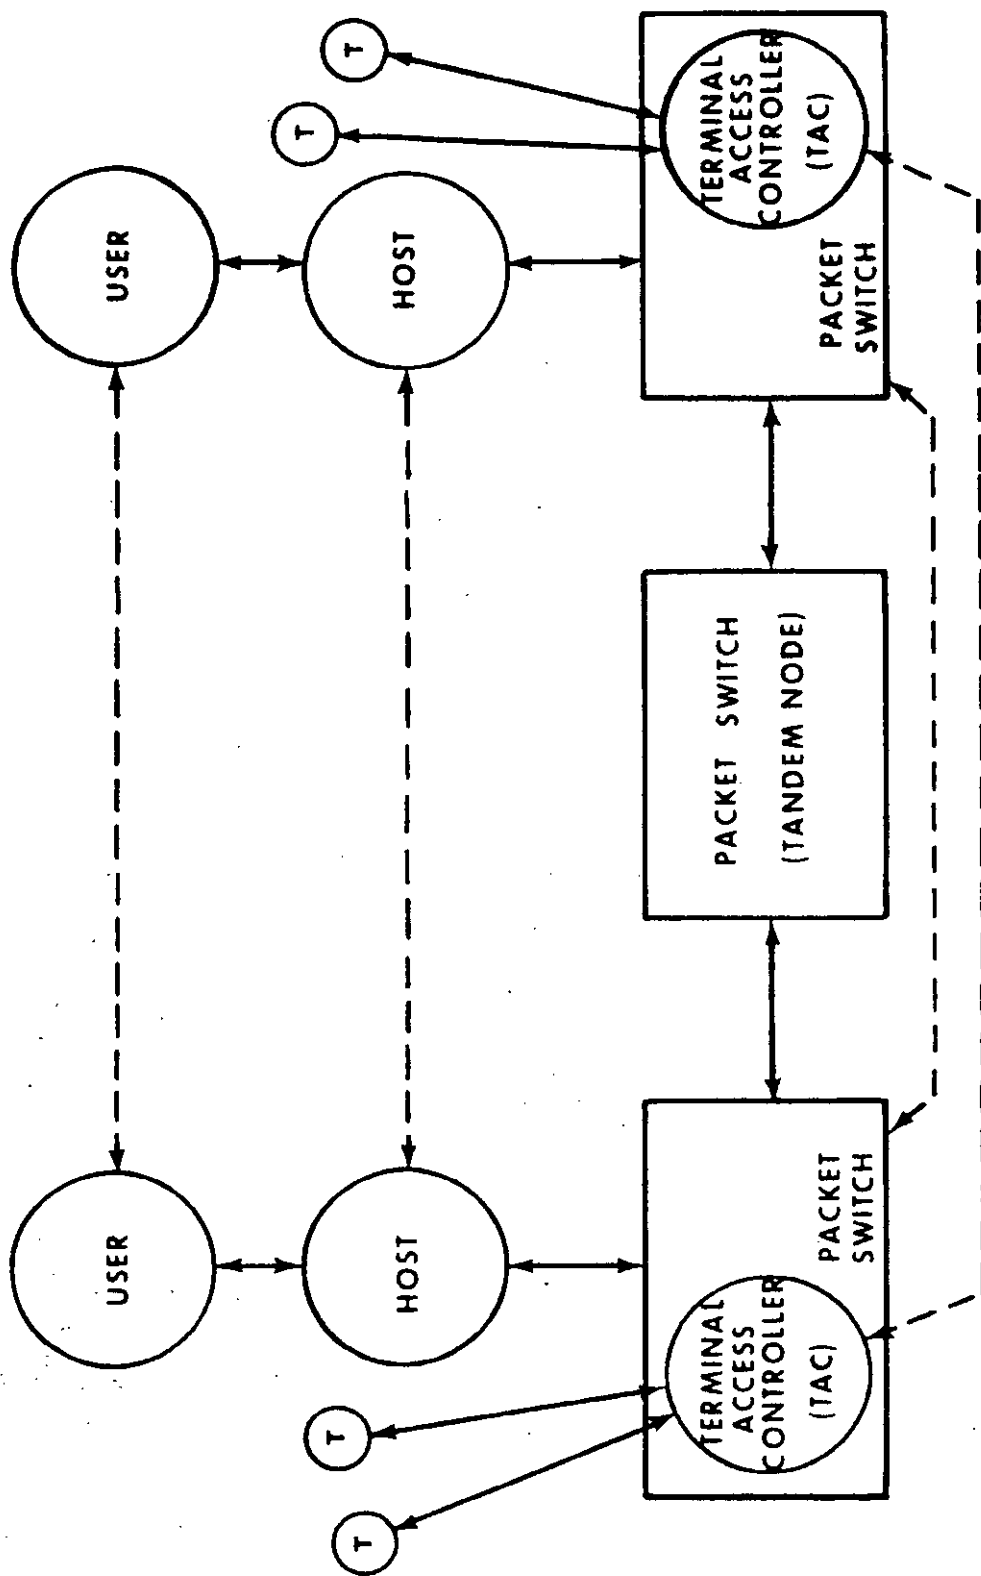 USER
USER
T
T
T
T
HOST
HOST
TERMINAL
ACCESS
CONTROLLER
(TAC)
PACKET
SWITCH
PACKET SWITCH
(TANDEM NODE)
PACKET
SWITCH
TERMINAL
ACCESS
CONTROLLER
(TAC)